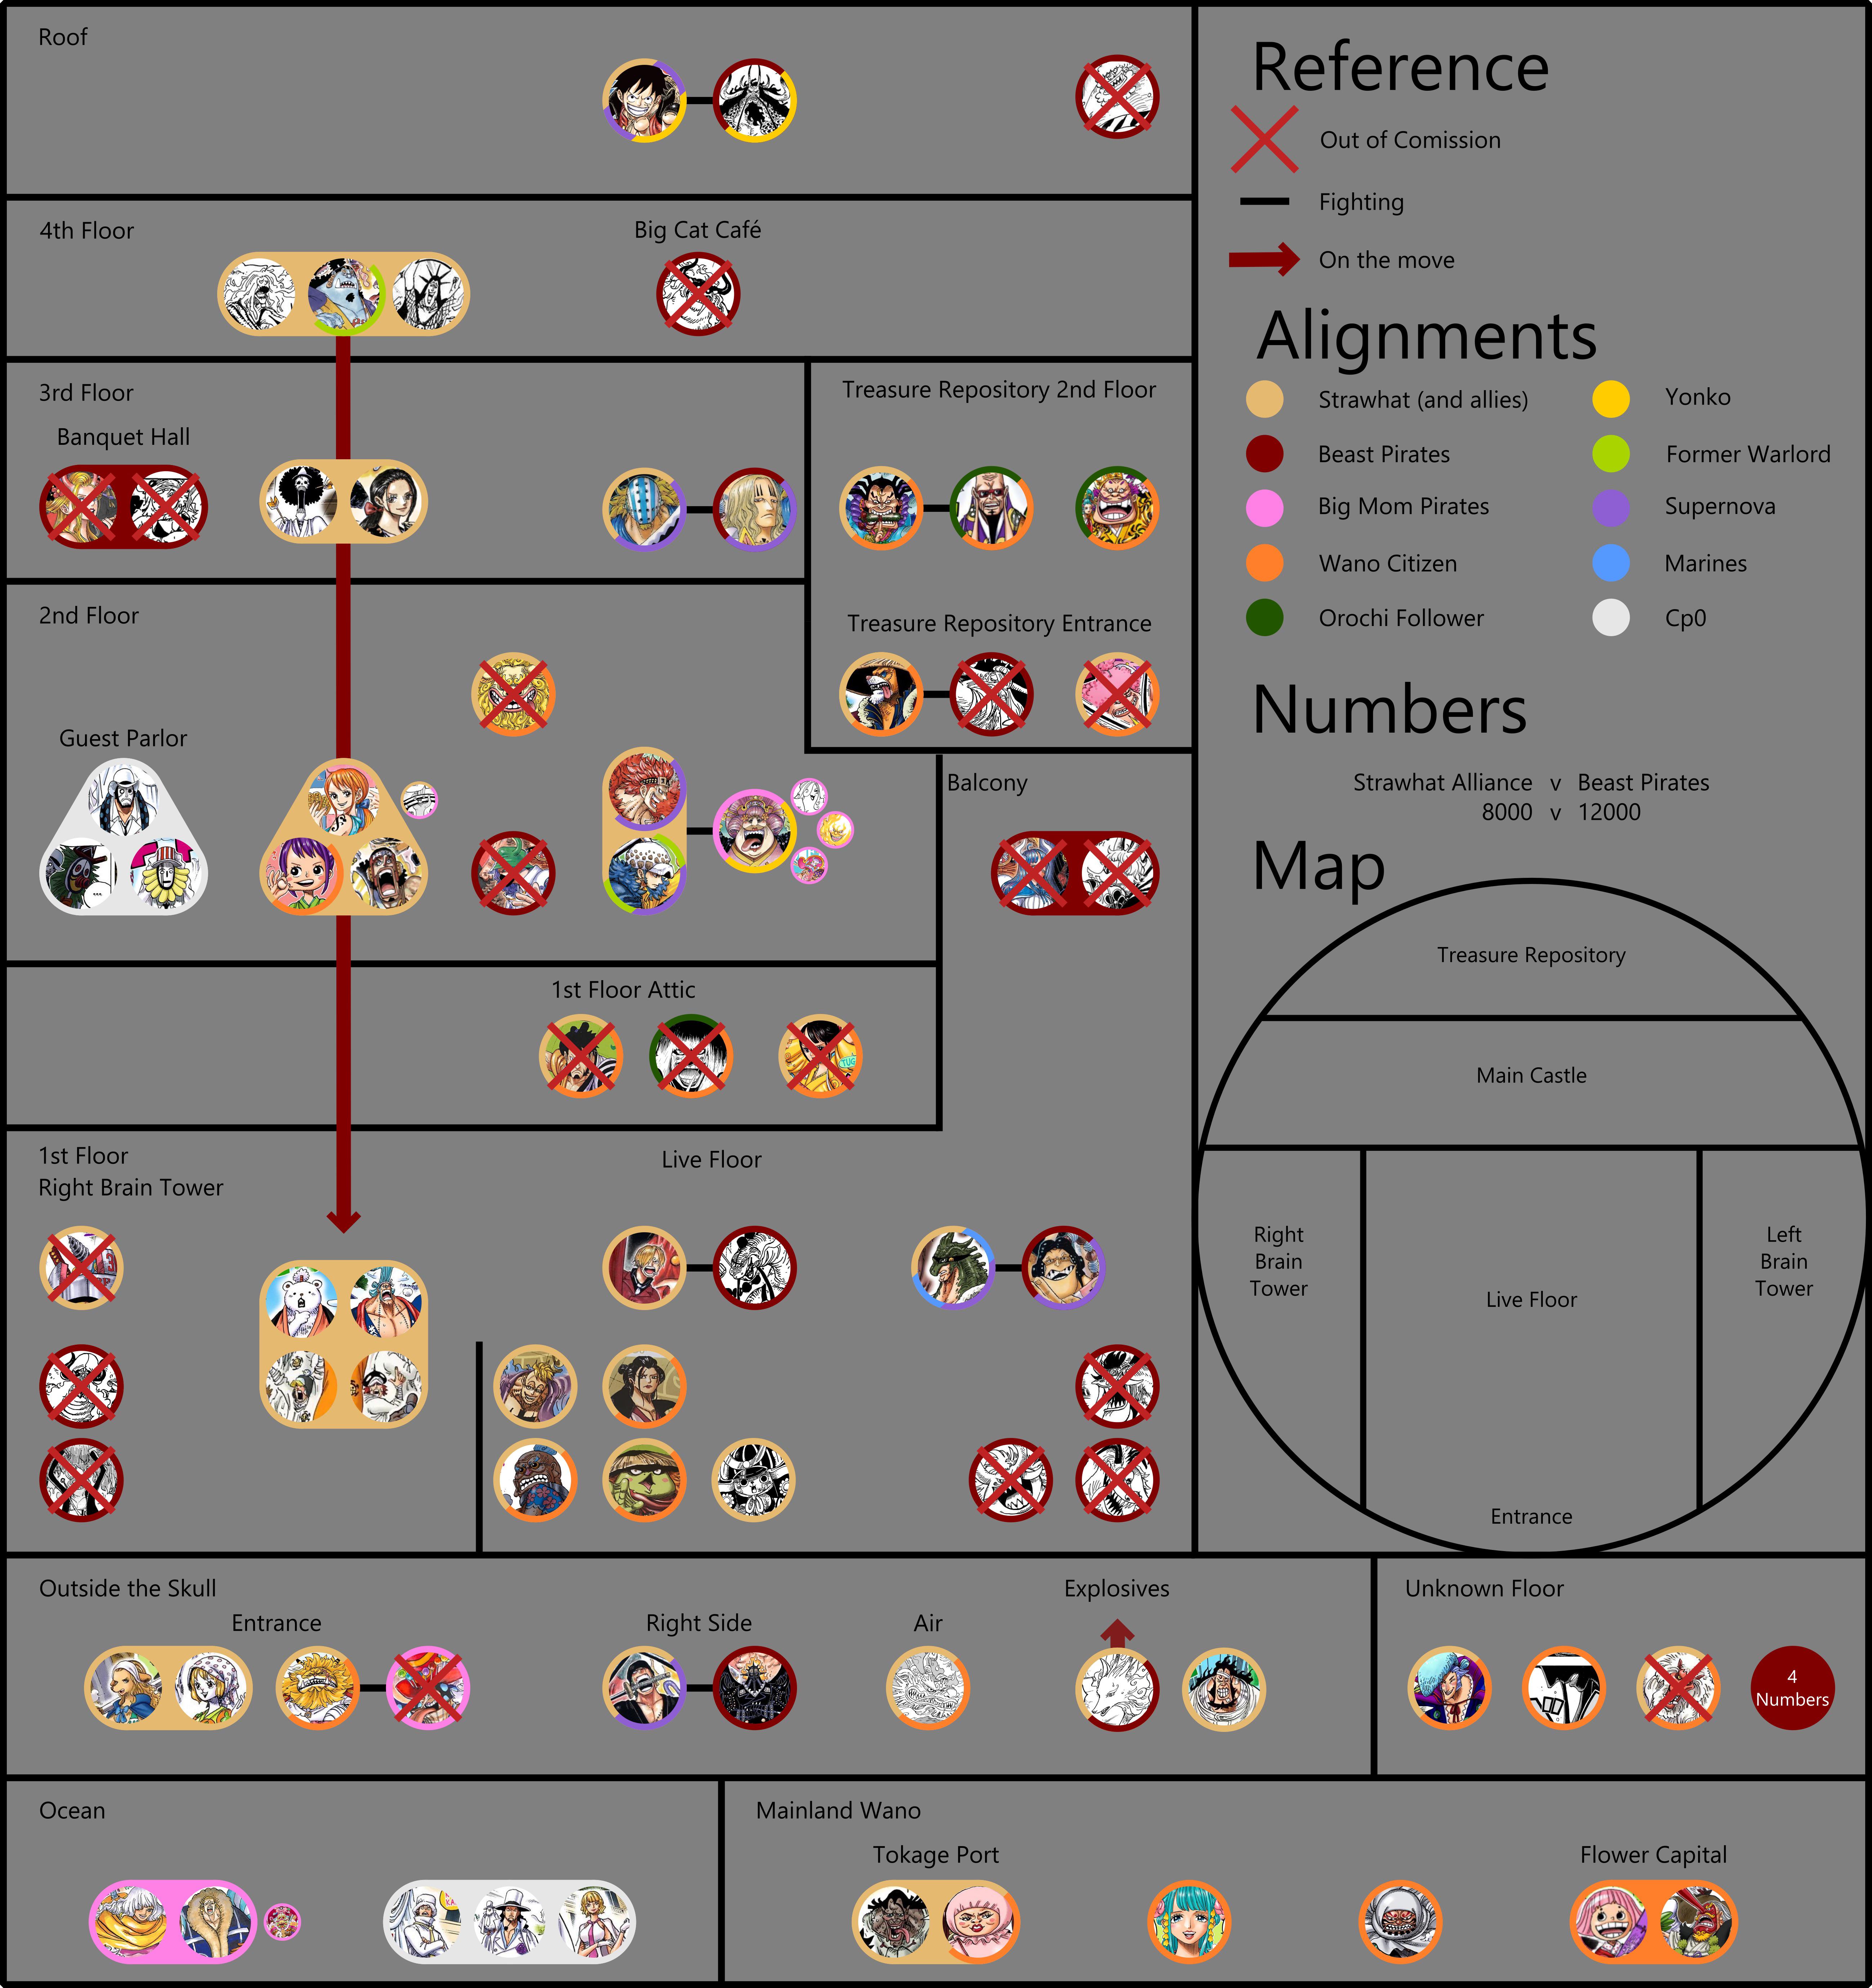 Roof
4th Floor
Big Cat Café
3rd Floor
Banquet Hall
Treasure Repository 2nd Floor
2nd Floor
Treasure Repository Entrance
Guest Parlor
Balcony
1st Floor Attic
1st Floor
Right Brain Tower
Live Floor
Reference
Out of Comission
Fighting
On the move
Alignments
Strawhat (and allies)
Yonko
Beast Pirates
Former Warlord
Big Mom Pirates
Supernova
Wano Citizen
Marines
Orochi Follower
Cp0
Numbers
Strawhat Alliance v Beast Pirates
8000 v 12000
Map
Treasure Repository
Main Castle
Right
Brain
Tower
Live Floor
Left
Brain
Tower
Entrance
Outside the Skull
Entrance
Right Side
Air
Explosives
Unknown Floor
4
Numbers
Ocean
Mainland Wano
Tokage Port
Flower Capital